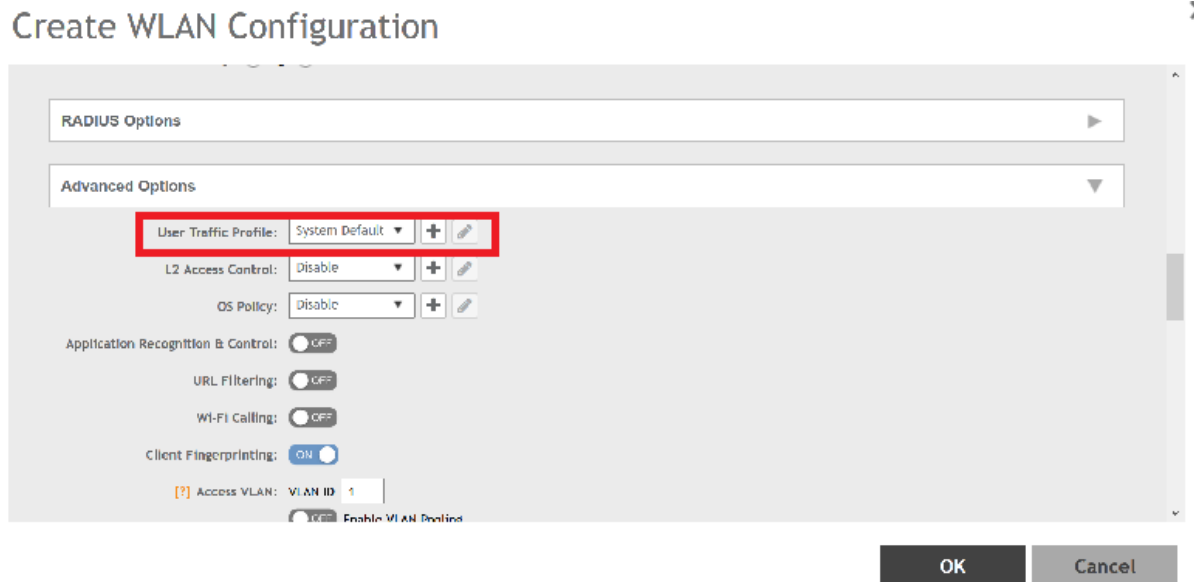 Create WLAN Configuration
RADIUS Options
Advanced Options
User Traffic Profile: System Default
L2 Access Control: Disable
OS Policy: Disable
Application Recognition & Control: OFF
URL Filtering: OFF
Wi-Fi Calling: OFF
Client Fingerprinting: ON
[?] Access VLAN: VLAN ID 1
OFF Enable VLAN Pooling
OK Cancel